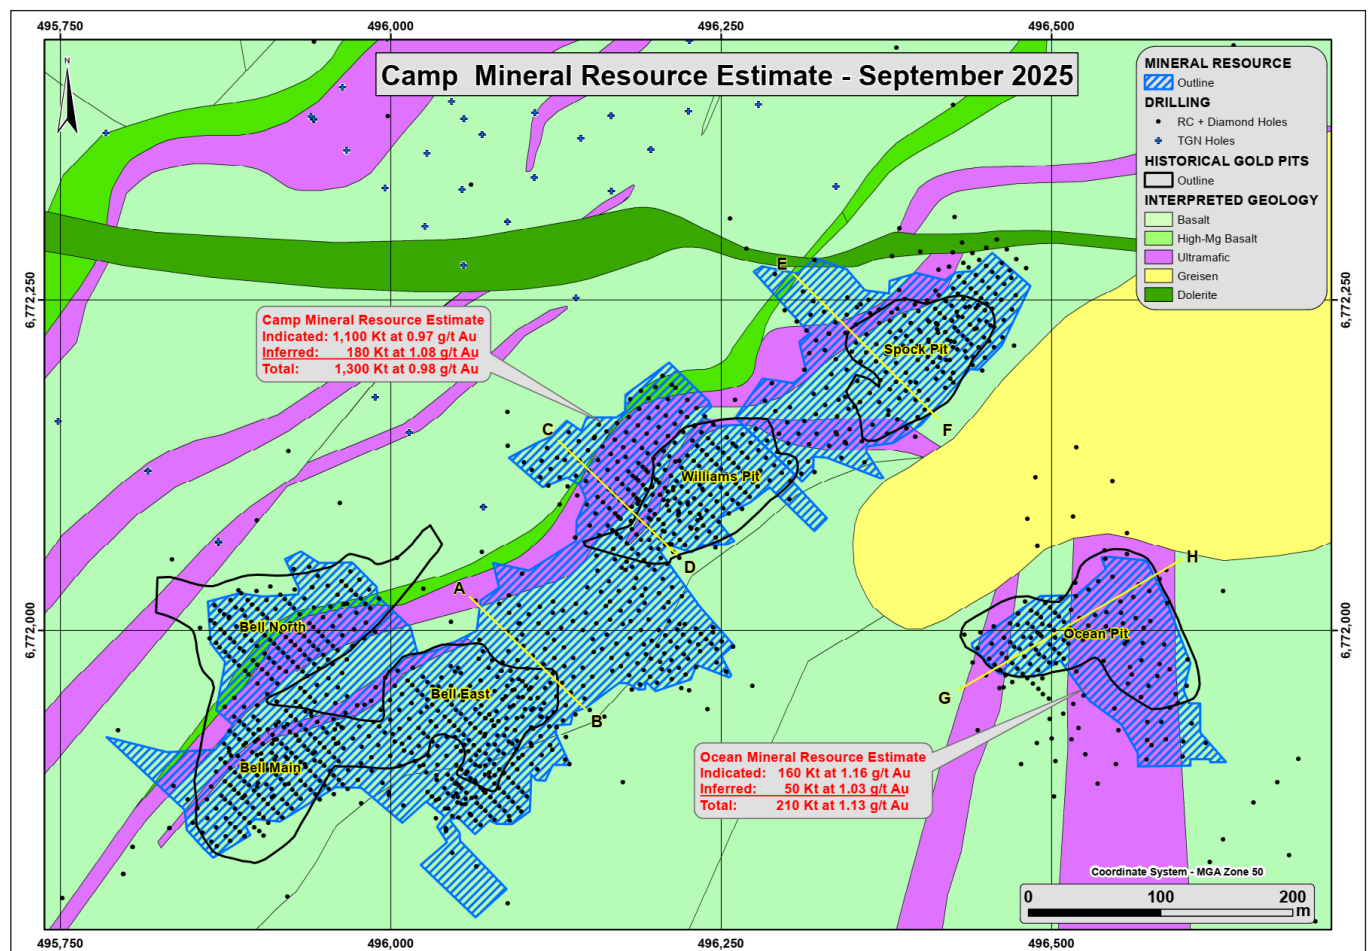 495,750 496,000 496,250 496,500
Camp Mineral Resource Estimate - September 2025
N
MINERAL RESOURCE
Outline
DRILLING
RC + Diamond Holes
TGN Holes
HISTORICAL GOLD PITS
Outline
INTERPRETED GEOLOGY
Basalt
High-Mg Basalt
Ultramafic
Greisen
Dolerite
6,772,250
6,772,250
E
Camp Mineral Resource Estimate
Indicated: 1,100 Kt at 0.97 g/t Au
Inferred: 180 Kt at 1.08 g/t Au
Total: 1,300 Kt at 0.98 g/t Au
Spock Pit
F
C
Williams Pit
D
H
A
Bell North
6,772,000
Ocean Pit
6,772,000
Bell East
G
B
Bell Main
Ocean Mineral Resource Estimate
Indicated: 160 Kt at 1.16 g/t Au
Inferred: 50 Kt at 1.03 g/t Au
Total: 210 Kt at 1.13 g/t Au
Coordinate System - MGA Zone 50
0 100 200
m
495,750 496,000 496,250 496,500